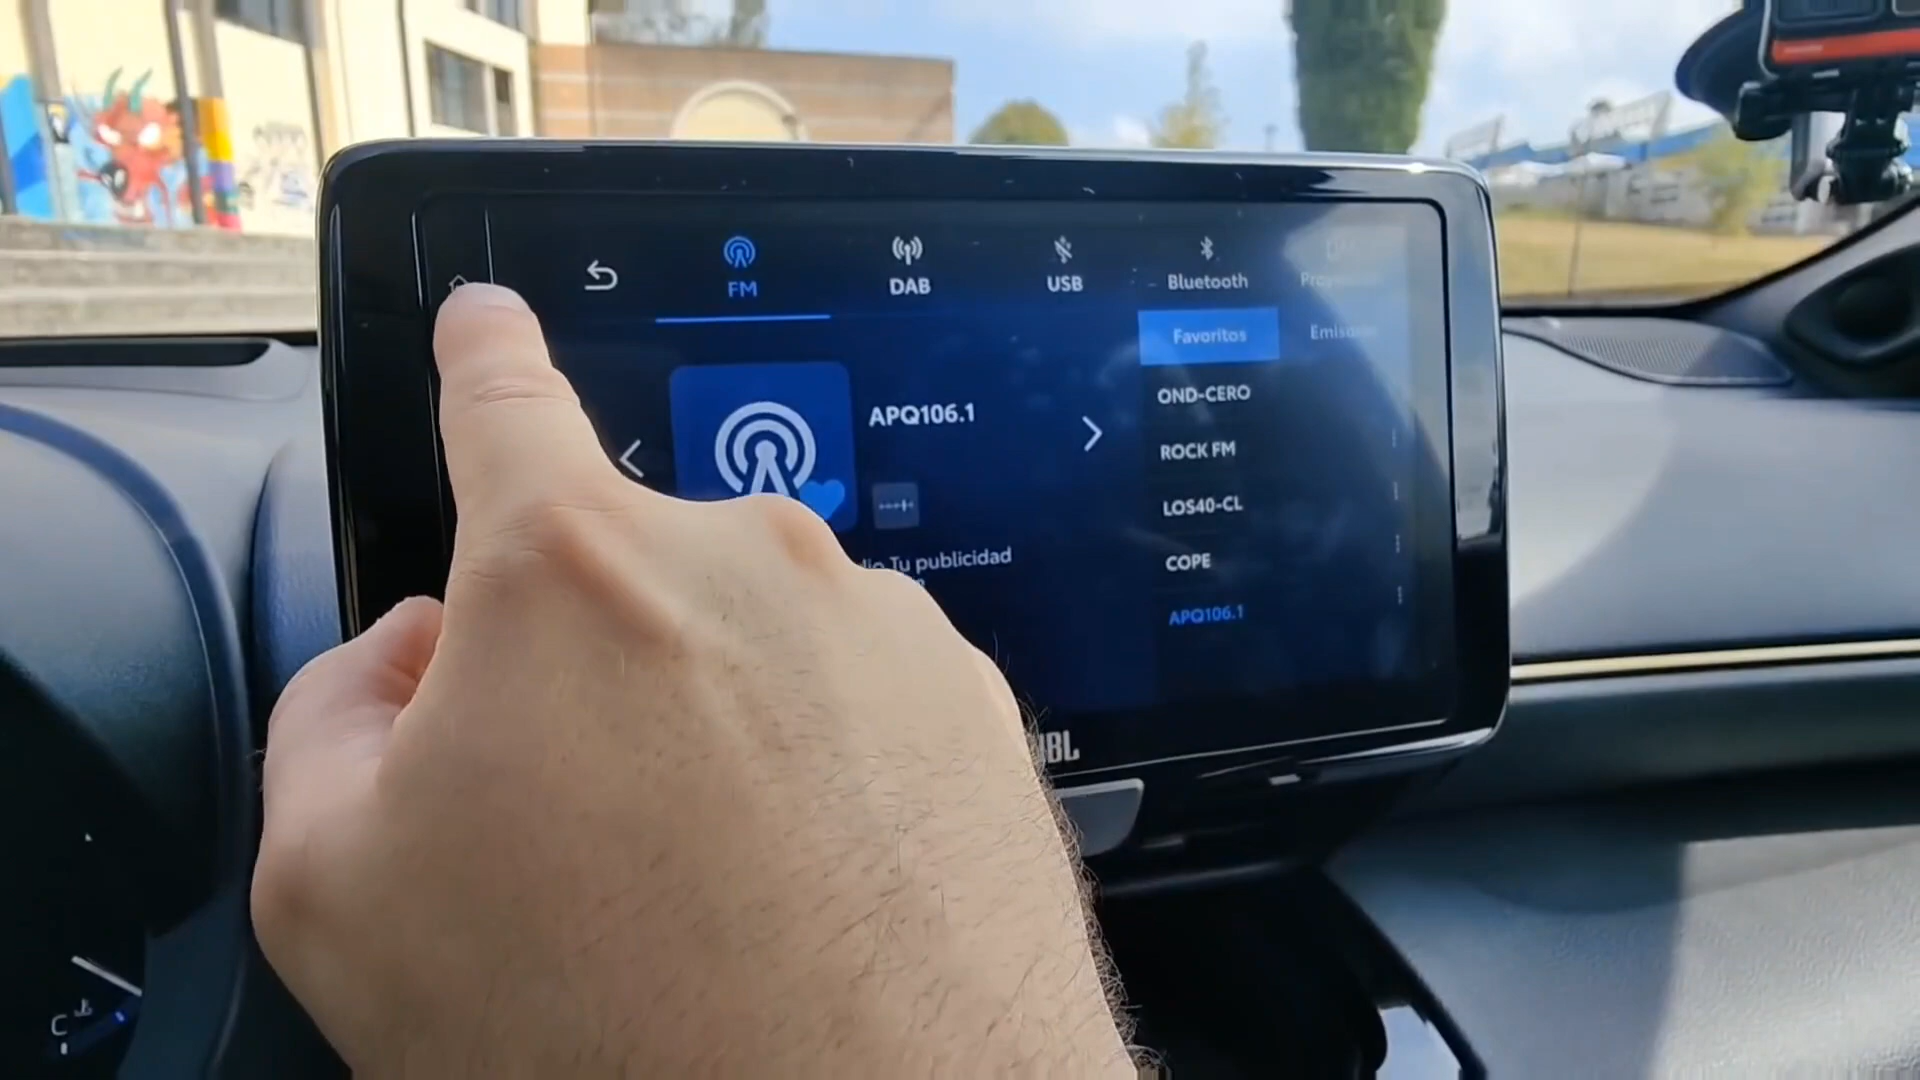 FM
DAB
USB
Bluetooth
Favoritos
APQ106.1
OND-CERO
ROCK FM
LOS40-CL
COPE
APQ106.1
Tu publicidad
JBL
C